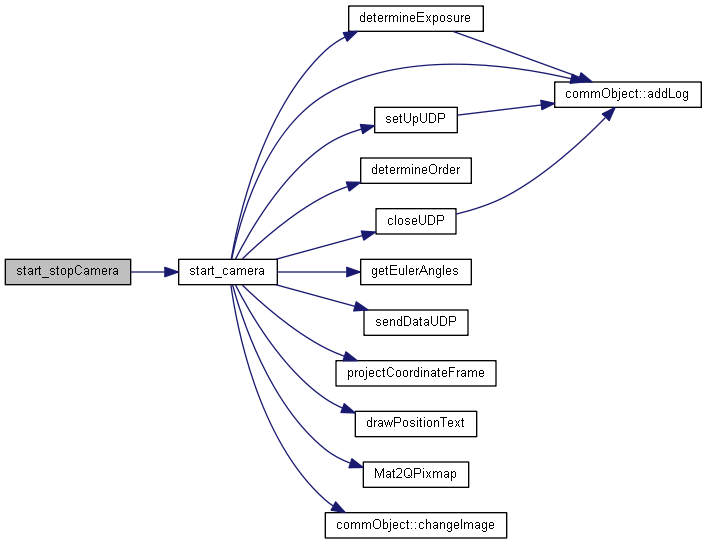 determineExposure
commObject::addLog
setUpUDP
determineOrder
closeUDP
start_stopCamera
start_camera
getEulerAngles
sendDataUDP
projectCoordinateFrame
drawPositionText
Mat2QPixmap
commObject::changeImage